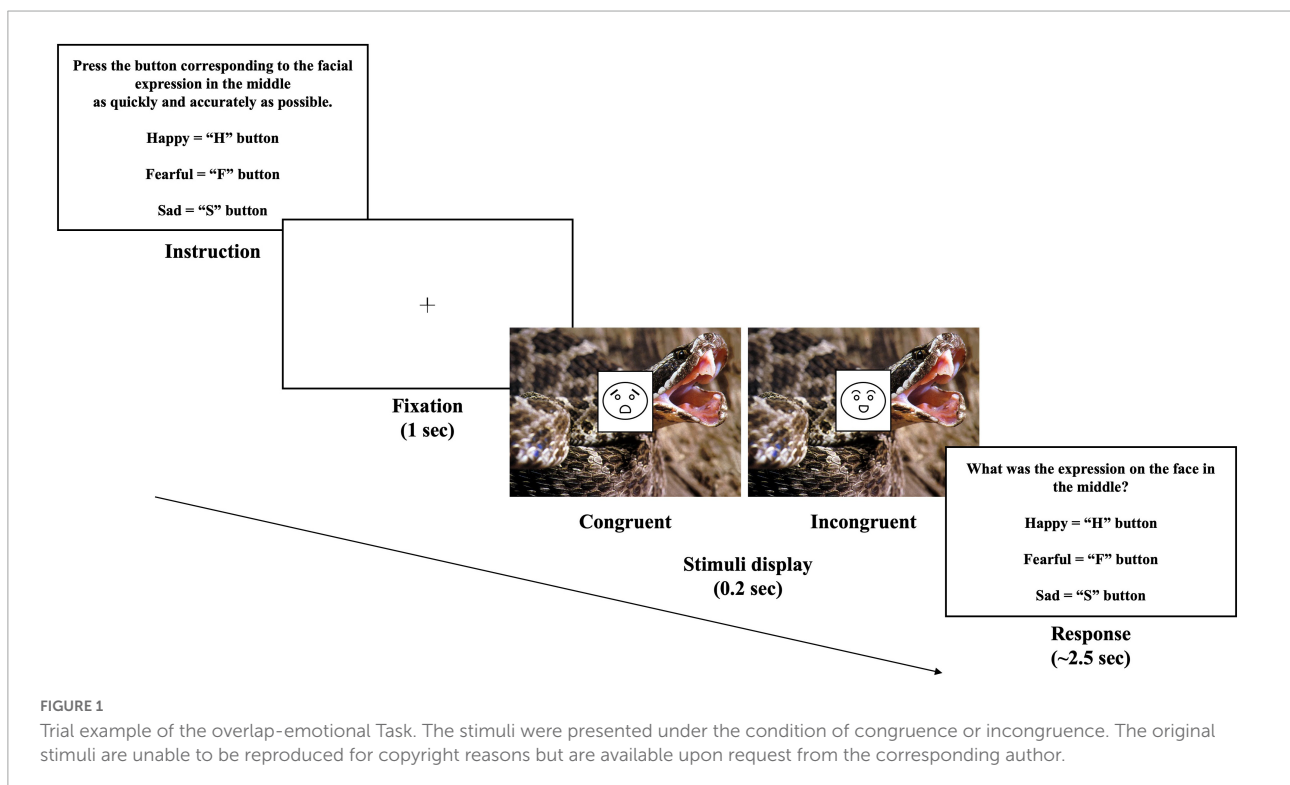 Press the button corresponding to the facial
expression in the middle
as quickly and accurately as possible.
Happy = “H” button
Fearful = “F” button
Sad = “S” button
Instruction
Fixation
(1 sec)
Congruent
Incongruent
Stimuli display
(0.2 sec)
What was the expression on the face in
the middle?
Happy = “H” button
Fearful = “F” button
Sad = “S” button
Response
(~2.5 sec)
FIGURE 1
Trial example of the overlap-emotional Task. The stimuli were presented under the condition of congruence or incongruence. The original
stimuli are unable to be reproduced for copyright reasons but are available upon request from the corresponding author.